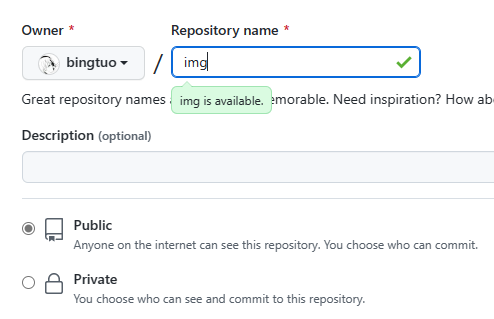 Owner * Repository name *
bingtuo / img
img is available.
Great repository names emorable. Need inspiration? How abo
Description (optional)
Public
Anyone on the internet can see this repository. You choose who can commit.
Private
You choose who can see and commit to this repository.